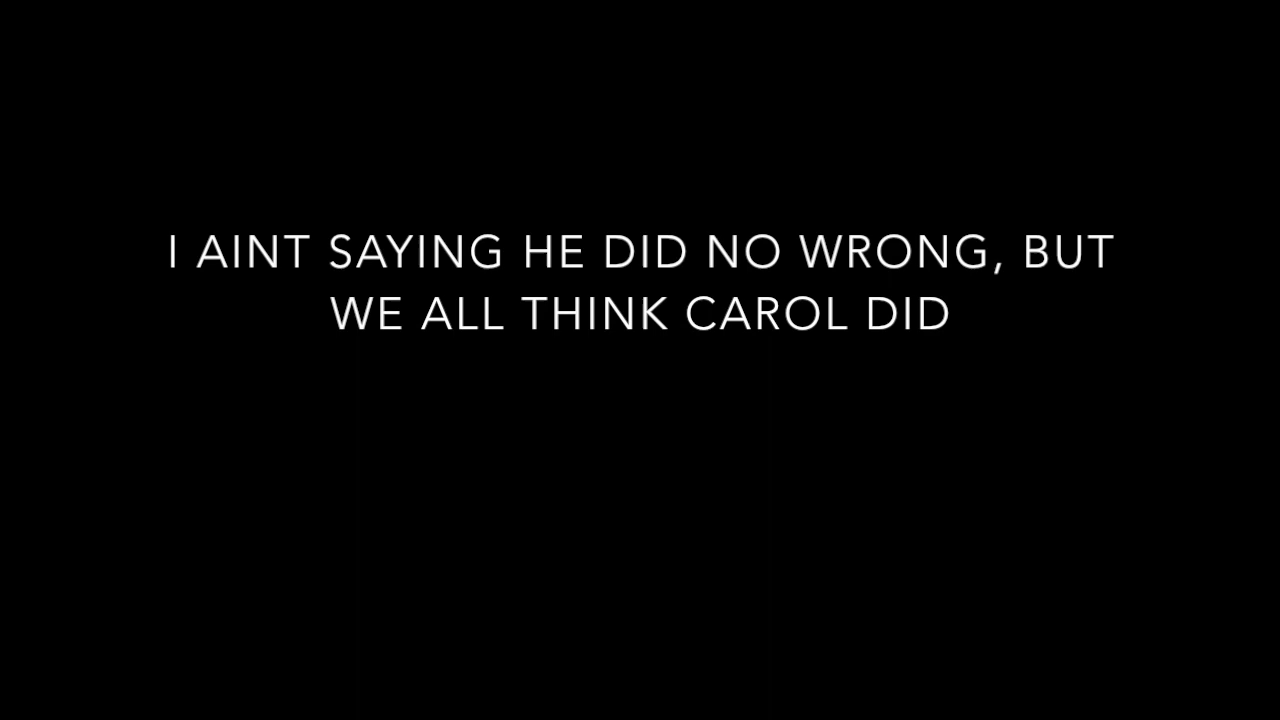 I AINT SAYING HE DID NO WRONG, BUT
WE ALL THINK CAROL DID